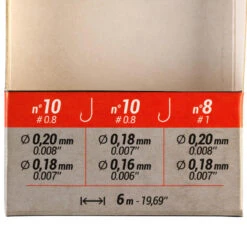 n°10 n°10 n°8
#0.8 #0.8 #1
Ø 0,20 mm Ø 0,18 mm Ø 0,20 mm
0.008" 0.007" 0.008"
Ø 0,18 mm Ø 0,16 mm Ø 0,18 mm
0.007" 0.006" 0.007"
6 m - 19,69"